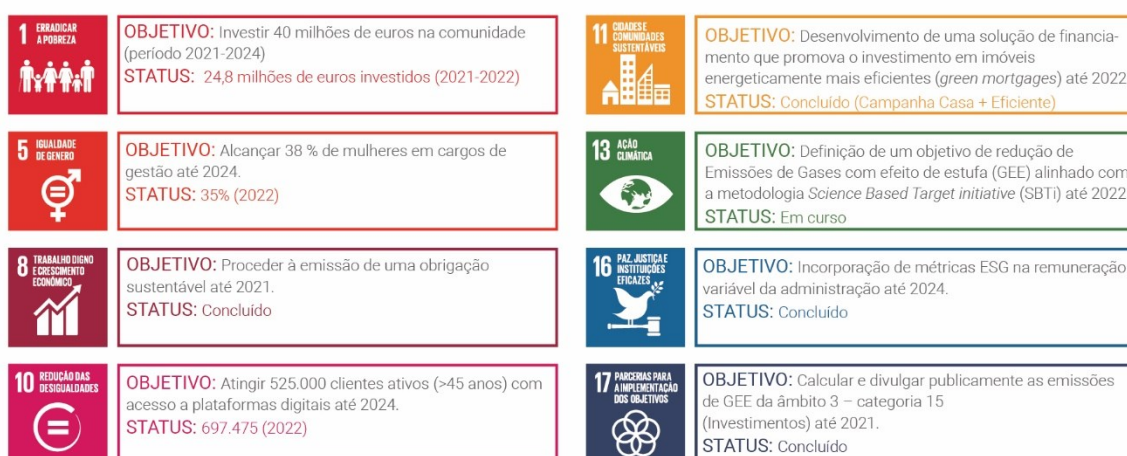 1 ERRADICAR
A POBREZA
OBJETIVO: Investir 40 milhões de euros na comunidade
(período 2021-2024)
STATUS: 24,8 milhões de euros investidos (2021-2022)
5 IGUALDADE
DE GENERO
OBJETIVO: Alcançar 38 % de mulheres em cargos de
gestão até 2024.
STATUS: 35% (2022)
8 TRABALHO DIGNO
E CRESCIMENTO
ECONÓMICO
OBJETIVO: Proceder à emissão de uma obrigação
sustentável até 2021.
STATUS: Concluído
10 REDUÇÃO DAS
DESIGUALDADES
OBJETIVO: Atingir 525.000 clientes ativos (>45 anos) com
acesso a plataformas digitais até 2024.
STATUS: 697.475 (2022)
11 CIDADES E
COMUNIDADES
SUSTENTÁVEIS
OBJETIVO: Desenvolvimento de uma solução de financia-
mento que promova o investimento em imóveis
energeticamente mais eficientes (green mortgages) até 2022
STATUS: Concluído (Campanha Casa + Eficiente)
13 AÇÃO
CLIMÁTICA
OBJETIVO: Definição de um objetivo de redução de
Emissões de Gases com efeito de estufa (GEE) alinhado com
a metodologia Science Based Target initiative (SBTi) até 2022
STATUS: Em curso
16 PAZ, JUSTIÇA E
INSTITUIÇÕES
EFICAZES
OBJETIVO: Incorporação de métricas ESG na remuneração
variável da administração até 2024.
STATUS: Concluído
17 PARCERIAS PARA
A IMPLEMENTAÇÃO
DOS OBJETIVOS
OBJETIVO: Calcular e divulgar publicamente as emissões
de GEE da âmbito 3 – categoria 15
(Investimentos) até 2021.
STATUS: Concluído